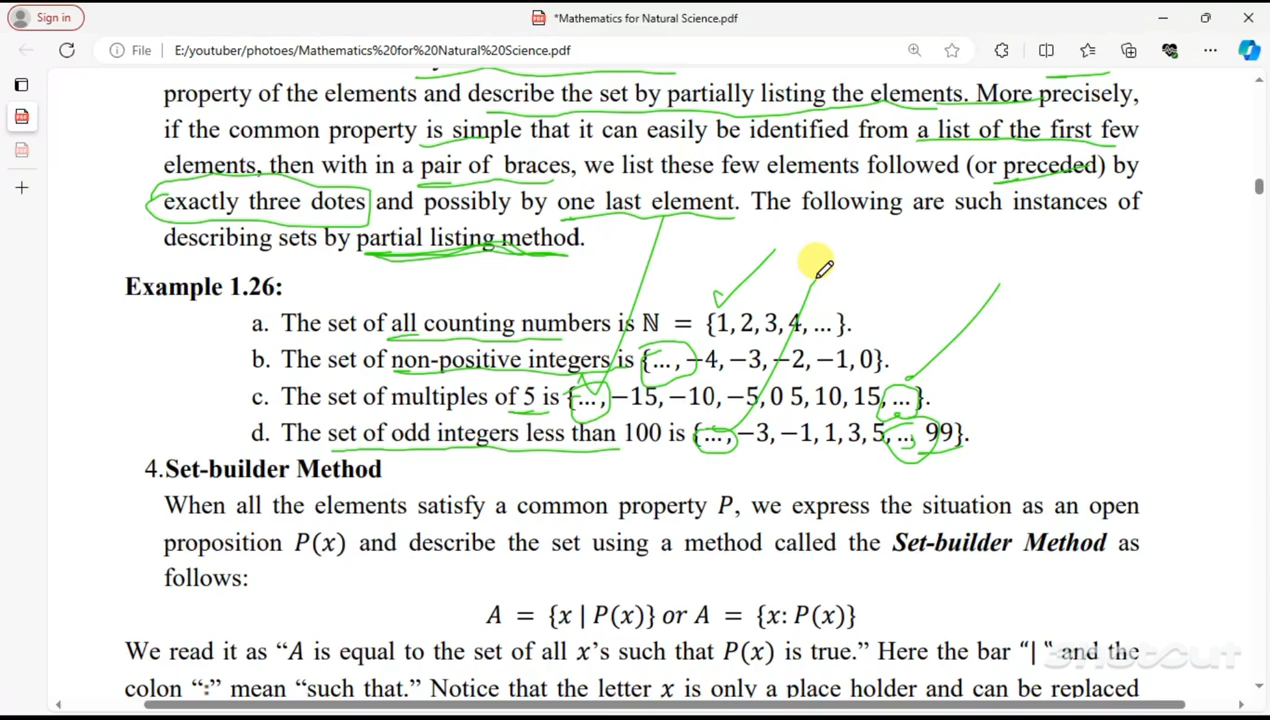 Sign in
*Mathematics for Natural Science.pdf
File E:/youtuber/photoes/Mathematics%20for%20Natural%20Science.pdf
property of the elements and describe the set by partially listing the elements. More precisely,
if the common property is simple that it can easily be identified from a list of the first few
elements, then with in a pair of braces, we list these few elements followed (or preceded) by
exactly three dotes and possibly by one last element. The following are such instances of
describing sets by partial listing method.
Example 1.26:
a. The set of all counting numbers is ℕ = {1, 2, 3, 4, … }.
b. The set of non-positive integers is {… , −4, −3, −2, −1, 0}.
c. The set of multiples of 5 is {… , −15, −10, −5, 0 5, 10, 15, … }.
d. The set of odd integers less than 100 is {… , −3, −1, 1, 3, 5, … 99}.
4.Set-builder Method
When all the elements satisfy a common property P, we express the situation as an open
proposition P(x) and describe the set using a method called the Set-builder Method as
follows:
A = {x | P(x)} or A = {x: P(x)}
We read it as “A is equal to the set of all x’s such that P(x) is true.” Here the bar “| “ and the
colon “:” mean “such that.” Notice that the letter x is only a place holder and can be replaced
shotcut